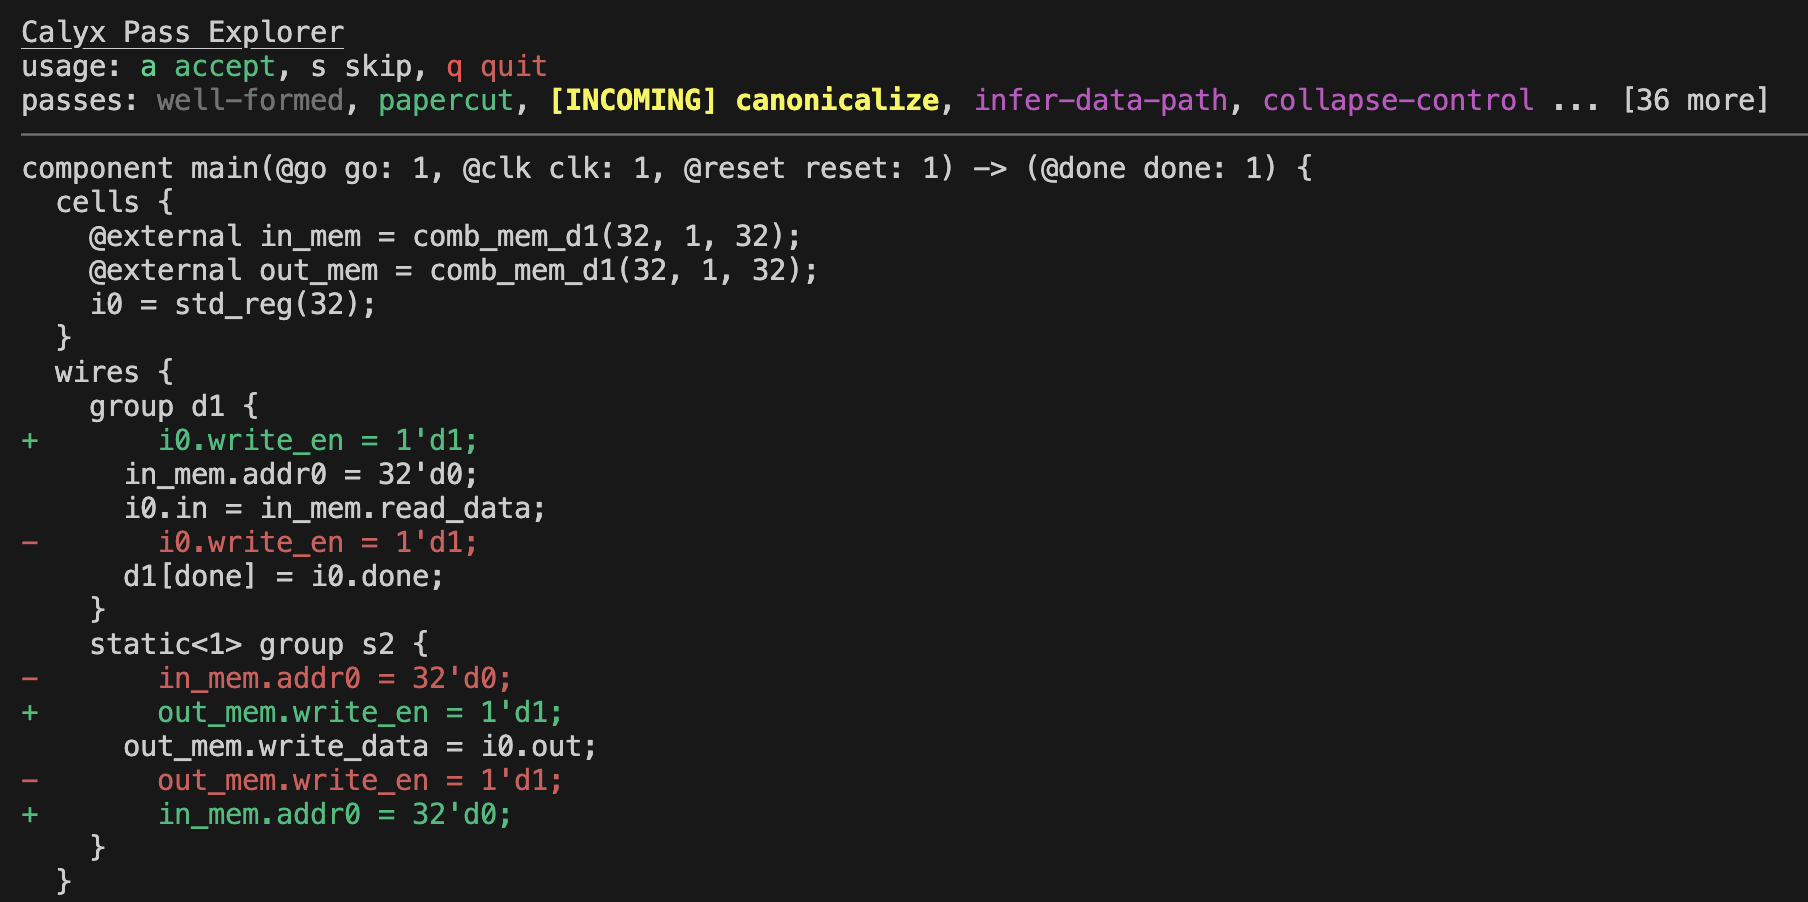 Calyx Pass Explorer
usage: a accept, s skip, q quit
passes: well-formed, papercut, [INCOMING] canonicalize, infer-data-path, collapse-control ... [36 more]
component main(@go go: 1, @clk clk: 1, @reset reset: 1) -> (@done done: 1) {
  cells {
    @external in_mem = comb_mem_d1(32, 1, 32);
    @external out_mem = comb_mem_d1(32, 1, 32);
    i0 = std_reg(32);
  }
  wires {
    group d1 {
+       i0.write_en = 1'd1;
      in_mem.addr0 = 32'd0;
      i0.in = in_mem.read_data;
-       i0.write_en = 1'd1;
      d1[done] = i0.done;
    }
    static<1> group s2 {
-       in_mem.addr0 = 32'd0;
+       out_mem.write_en = 1'd1;
      out_mem.write_data = i0.out;
-       out_mem.write_en = 1'd1;
+       in_mem.addr0 = 32'd0;
    }
  }